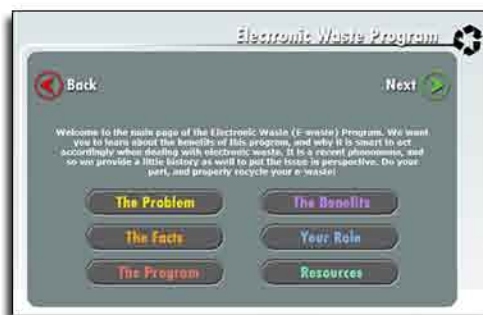 Electronic Waste Program
Back
Next
Welcome to the main page of the Electronic Waste (E-waste) Program. We want
you to learn about the benefits of this program, and why it is smart to act
accordingly when dealing with electronic waste. It is a recent phenomenon, and
so we provide a little history as well to put the issue in perspective. Do your
part, and properly recycle your e-waste!
The Problem
The Benefits
The Facts
Your Role
The Program
Resources